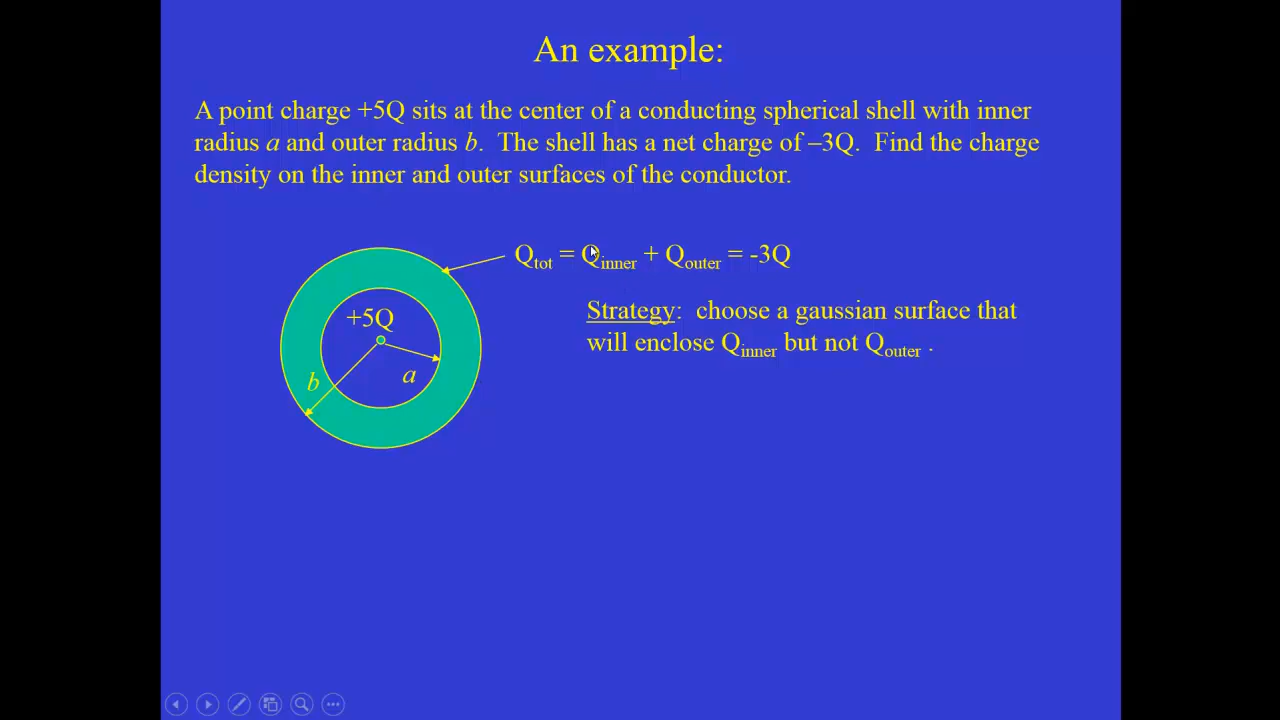 An example:
A point charge +5Q sits at the center of a conducting spherical shell with inner
radius a and outer radius b.  The shell has a net charge of –3Q.  Find the charge
density on the inner and outer surfaces of the conductor.
Qtot = Qinner + Qouter = -3Q
Strategy:  choose a gaussian surface that
will enclose Qinner but not Qouter .
+5Q
a
b